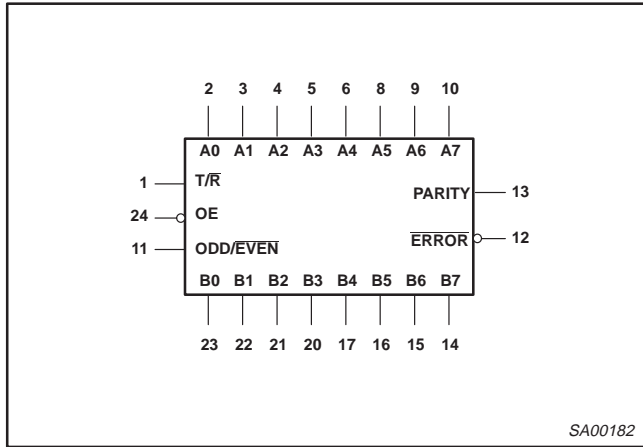 2 3 4 5 6 8 9 10
A0 A1 A2 A3 A4 A5 A6 A7
1 T/R̅
PARITY 13
24 OE
11 ODD/E̅V̅E̅N̅
E̅R̅R̅O̅R̅ 12
B0 B1 B2 B3 B4 B5 B6 B7
23 22 21 20 17 16 15 14
SA00182